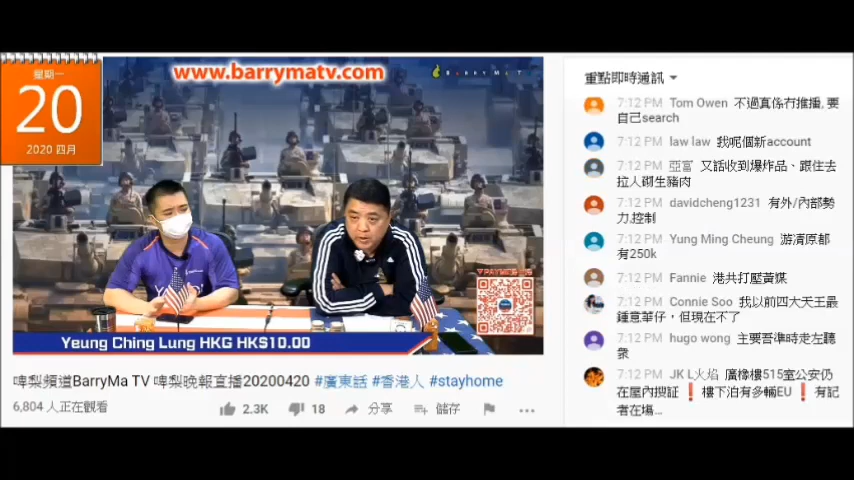 www.barrymatv.com
BARRYMAT
星期一
20
2020 四月
PAYME
Yeung Ching Lung HKG HK$10.00
啤梨頻道BarryMa TV 啤梨晚報直播20200420 #廣東話 #香港人 #stayhome
6,804 人正在觀看
2.3K
18
分享
儲存
重點即時通訊
7:12 PM Tom Owen 不過真係冇推播, 要
自己search
7:12 PM law law 我呢個新account
7:12 PM 亞富 又話收到爆炸品、跟住去
拉人砌生豬肉
7:12 PM davidcheng1231 有外/內部勢
力,控制
7:12 PM Yung Ming Cheung 游清原都
有250k
7:12 PM Fannie 港共打壓黃媒
7:12 PM Connie Soo 我以前四大天王最
鍾意華仔，但現在不了
7:12 PM hugo wong 主要吾準時走左聽
衆
7:12 PM JK L火焰 廣橡樓515室公安仍
在屋內搜証❗樓下泊有多輛EU❗有記
者在塲...